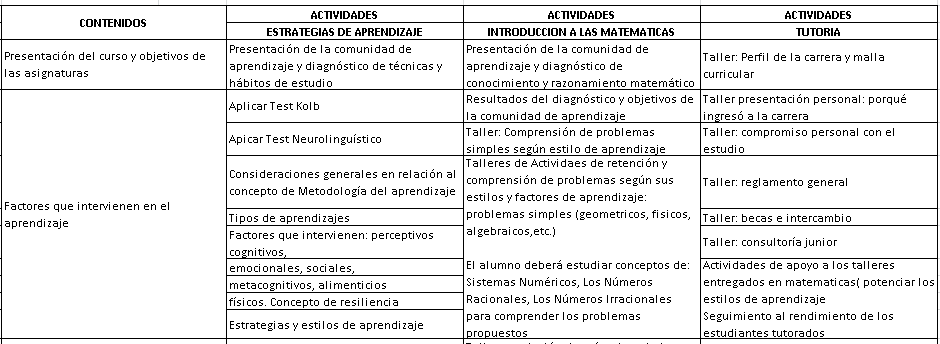 CONTENIDOS
ACTIVIDADES
ACTIVIDADES
ACTIVIDADES
ESTRATEGIAS DE APRENDIZAJE
INTRODUCCION A LAS MATEMATICAS
TUTORIA
Presentación del curso y objetivos de
las asignaturas
Presentación de la comunidad de
aprendizaje y diagnóstico de técnicas y
hábitos de estudio
Presentación de la comunidad de
aprendizaje y diagnóstico de
conocimiento y razonamiento matemático
Taller: Perfil de la carrera y malla
curricular
Factores que intervienen en el
aprendizaje
Aplicar Test Kolb
Resultados del diagnóstico y objetivos de
la comunidad de aprendizaje
Taller presentación personal: porqué
ingresó a la carrera
Apicar Test Neurolinguístico
Taller: Comprensión de problemas
simples según estilo de aprendizaje
Taller: compromiso personal con el
estudio
Consideraciones generales en relación al
concepto de Metodología del aprendizaje
Talleres de Actividaes de retención y
comprensión de problemas según sus
estilos y factores de aprendizaje:
problemas simples (geometricos, fisicos,
algebraicos,etc.)
Taller: reglamento general
Tipos de aprendizajes
Taller: becas e intercambio
Factores que intervienen: perceptivos
cognitivos,
Taller: consultoría junior
emocionales, sociales,
metacognitivos, alimenticios
físicos. Concepto de resiliencia
Estrategias y estilos de aprendizaje
El alumno deberá estudiar conceptos de:
Sistemas Numéricos, Los Números
Racionales, Los Números Irracionales
para comprender los problemas
propuestos
Actividades de apoyo a los talleres
entregados en matematicas( potenciar los
estilos de aprendizaje
Seguimiento al rendimiento de los
estudiantes tutorados